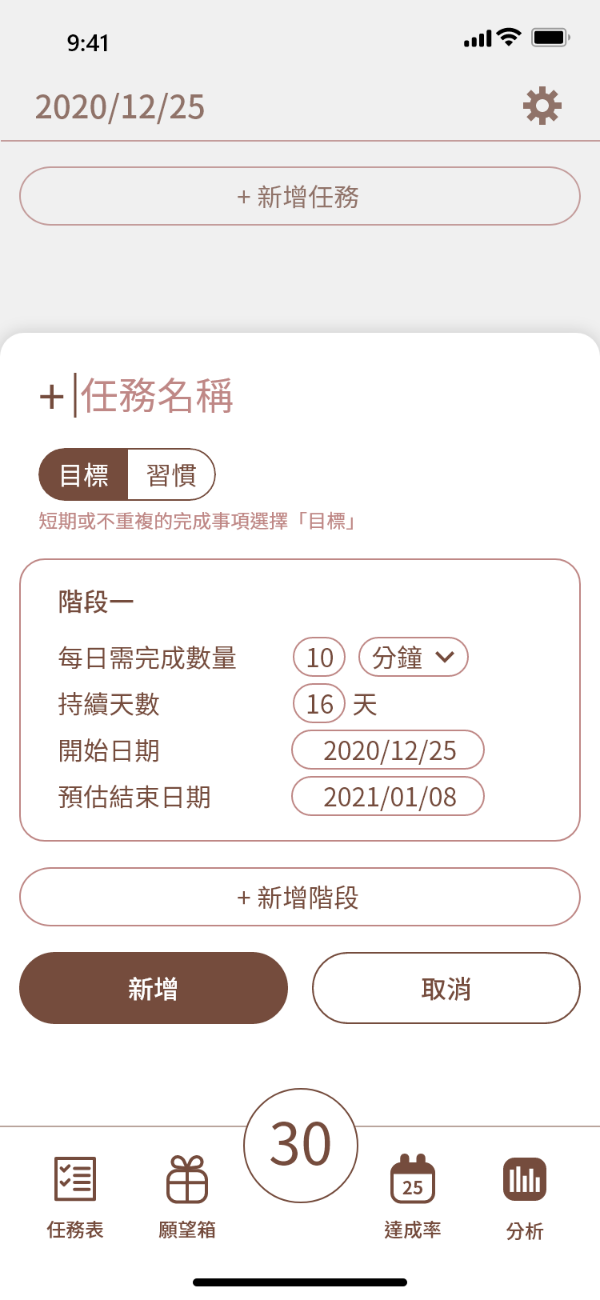 9:41
2020/12/25
+ 新增任務
+ 任務名稱
目標 習慣
短期或不重複的完成事項選擇「目標」
階段一
每日需完成數量 10 分鐘
持續天數 16 天
開始日期 2020/12/25
預估結束日期 2021/01/08
+ 新增階段
新增 取消
30
25
任務表 願望箱 達成率 分析